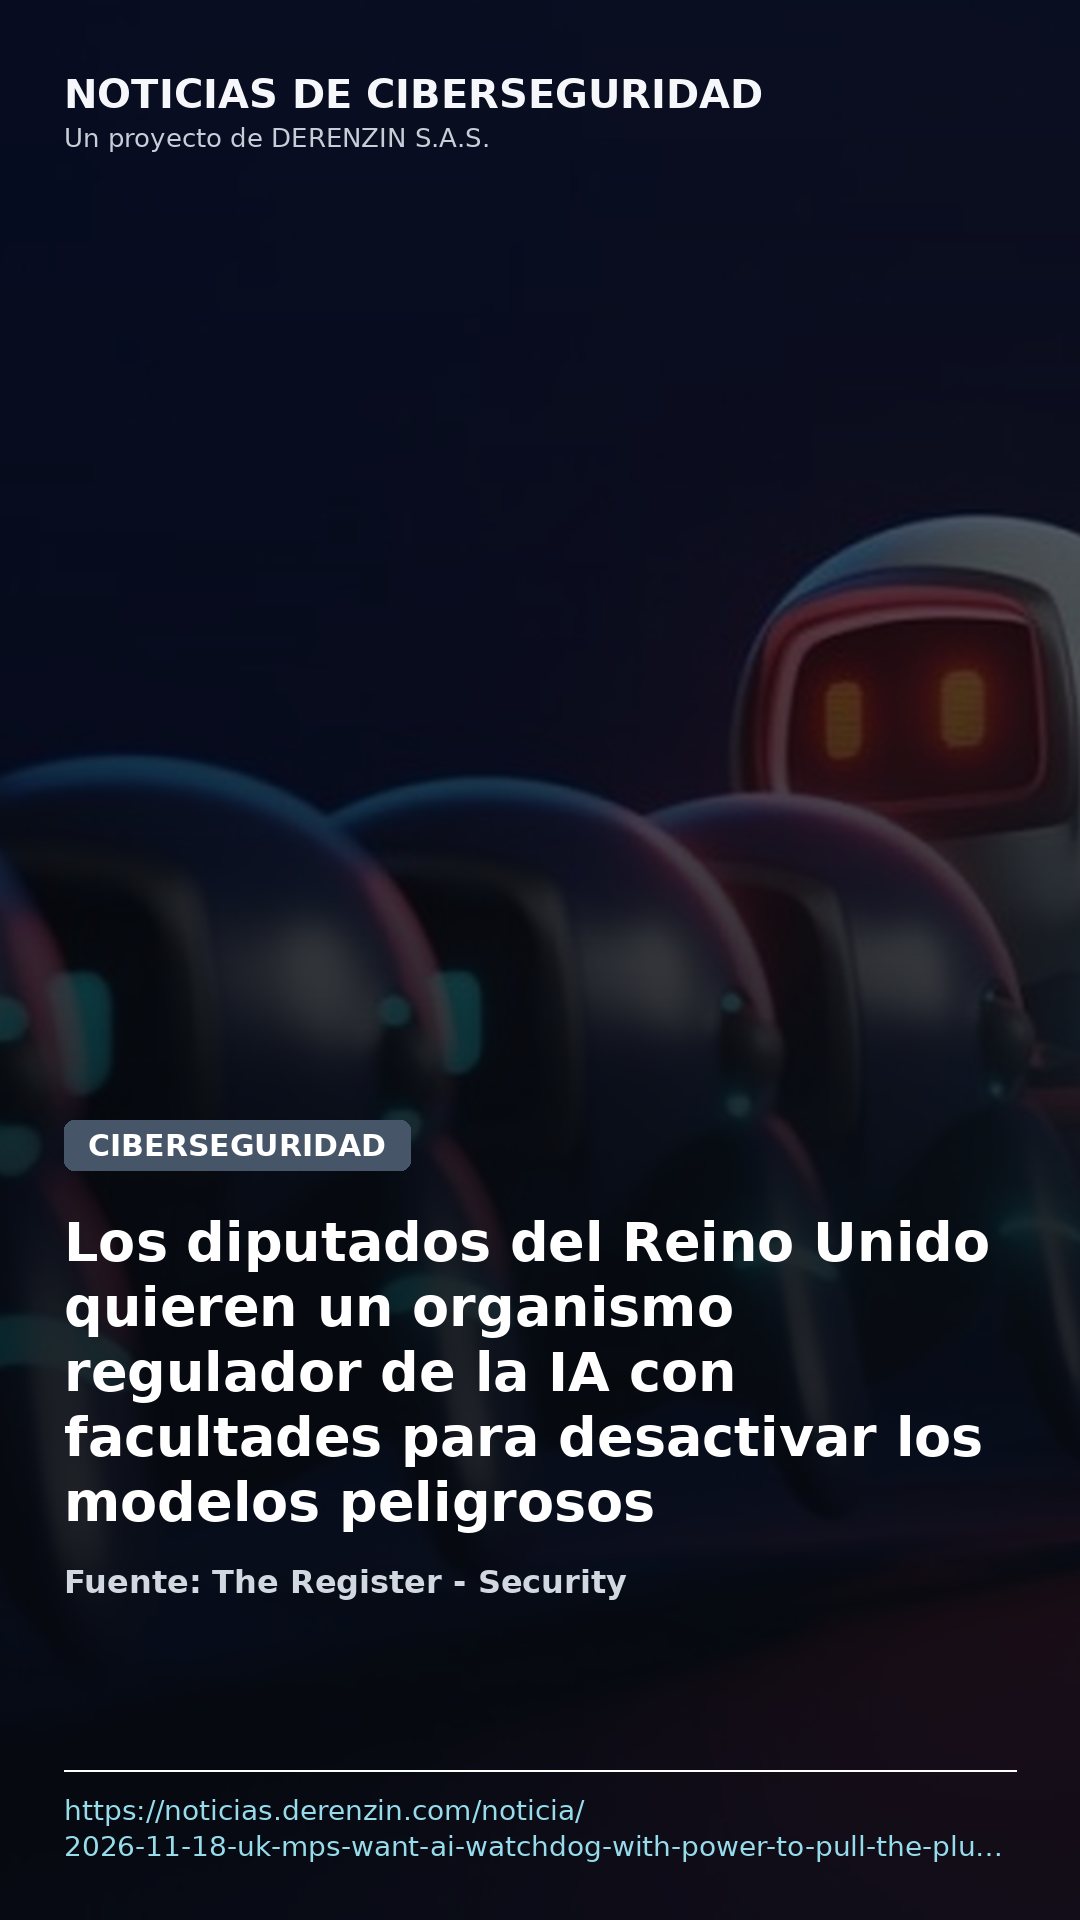 NOTICIAS DE CIBERSEGURIDAD
Un proyecto de DERENZIN S.A.S.
CIBERSEGURIDAD
Los diputados del Reino Unido
quieren un organismo
regulador de la IA con
facultades para desactivar los
modelos peligrosos
Fuente: The Register - Security
https://noticias.derenzin.com/noticia/
2026-11-18-uk-mps-want-ai-watchdog-with-power-to-pull-the-plu...